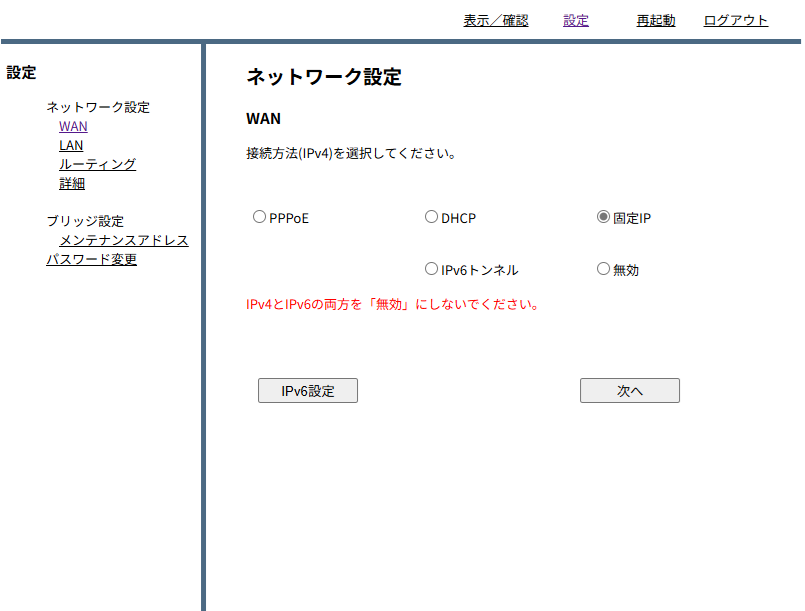 表示／確認 設定 再起動 ログアウト
設定
ネットワーク設定
WAN
LAN
ルーティング
詳細
ブリッジ設定
メンテナンスアドレス
パスワード変更
ネットワーク設定
WAN
接続方法(IPv4)を選択してください。
PPPoE DHCP 固定IP
IPv6トンネル 無効
IPv4とIPv6の両方を「無効」にしないでください。
IPv6設定 次へ